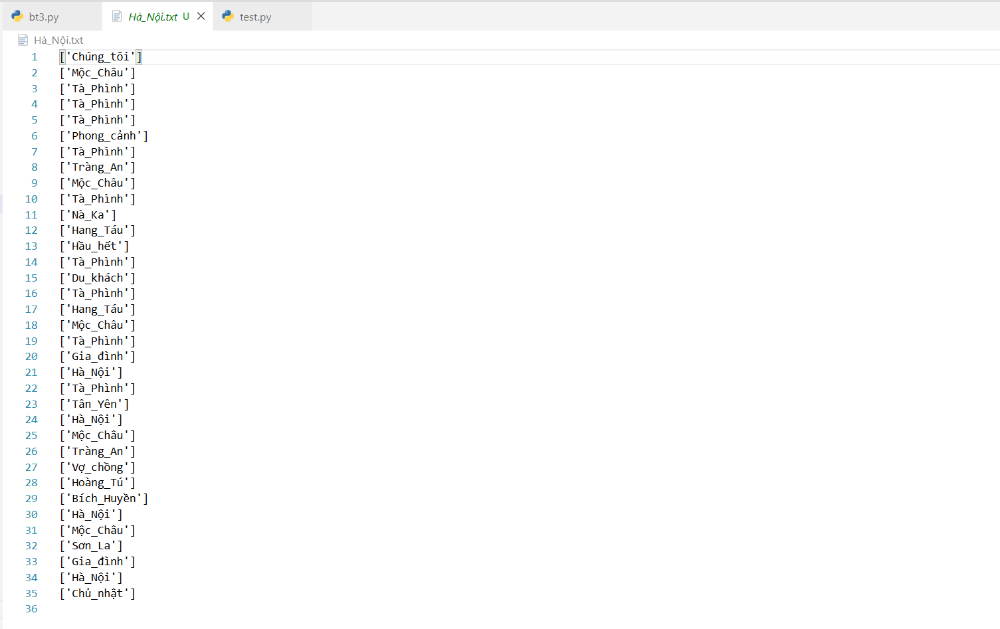 bt3.py Hà_Nội.txt U test.py
Hà_Nội.txt
1 ['Chúng_tôi']
2 ['Mộc_Châu']
3 ['Tà_Phình']
4 ['Tà_Phình']
5 ['Tà_Phình']
6 ['Phong_cảnh']
7 ['Tà_Phình']
8 ['Tràng_An']
9 ['Mộc_Châu']
10 ['Tà_Phình']
11 ['Nà_Ka']
12 ['Hang_Táu']
13 ['Hầu_hết']
14 ['Tà_Phình']
15 ['Du_khách']
16 ['Tà_Phình']
17 ['Hang_Táu']
18 ['Mộc_Châu']
19 ['Tà_Phình']
20 ['Gia_đình']
21 ['Hà_Nội']
22 ['Tà_Phình']
23 ['Tân_Yên']
24 ['Hà_Nội']
25 ['Mộc_Châu']
26 ['Tràng_An']
27 ['Vợ_chồng']
28 ['Hoàng_Tú']
29 ['Bích_Huyền']
30 ['Hà_Nội']
31 ['Mộc_Châu']
32 ['Sơn_La']
33 ['Gia_đình']
34 ['Hà_Nội']
35 ['Chủ_nhật']
36